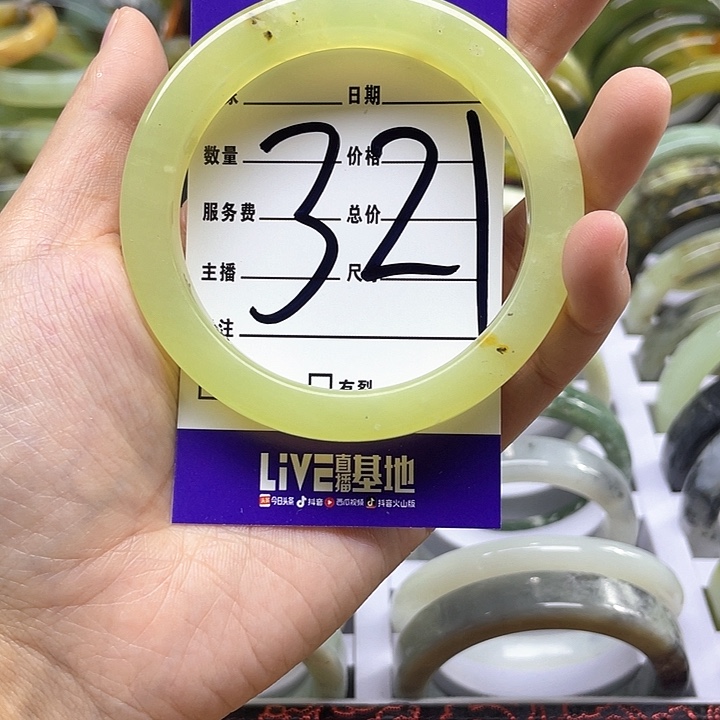 日期
数量 价格
服务费 总价
主播 尺
注
321
有裂
LiVE直播基地
今日头条 抖音 西瓜视频 抖音火山版